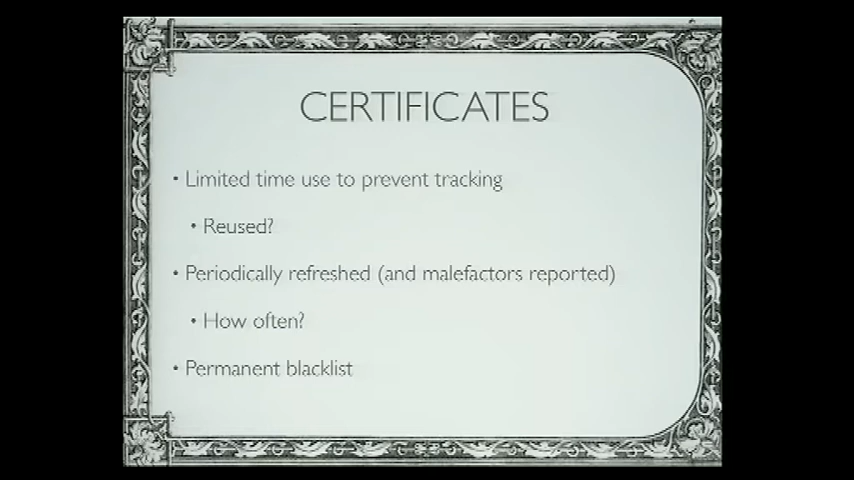 CERTIFICATES
• Limited time use to prevent tracking
• Reused?
• Periodically refreshed (and malefactors reported)
• How often?
• Permanent blacklist